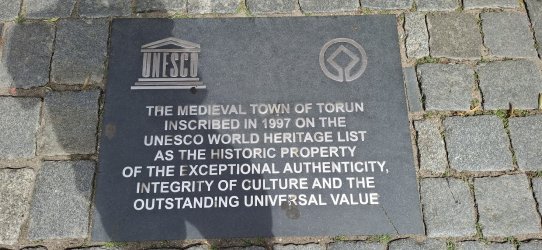 UNESCO
THE MEDIEVAL TOWN OF TORUN
INSCRIBED IN 1997 ON THE
UNESCO WORLD HERITAGE LIST
AS THE HISTORIC PROPERTY
OF THE EXCEPTIONAL AUTHENTICITY,
INTEGRITY OF CULTURE AND THE
OUTSTANDING UNIVERSAL VALUE